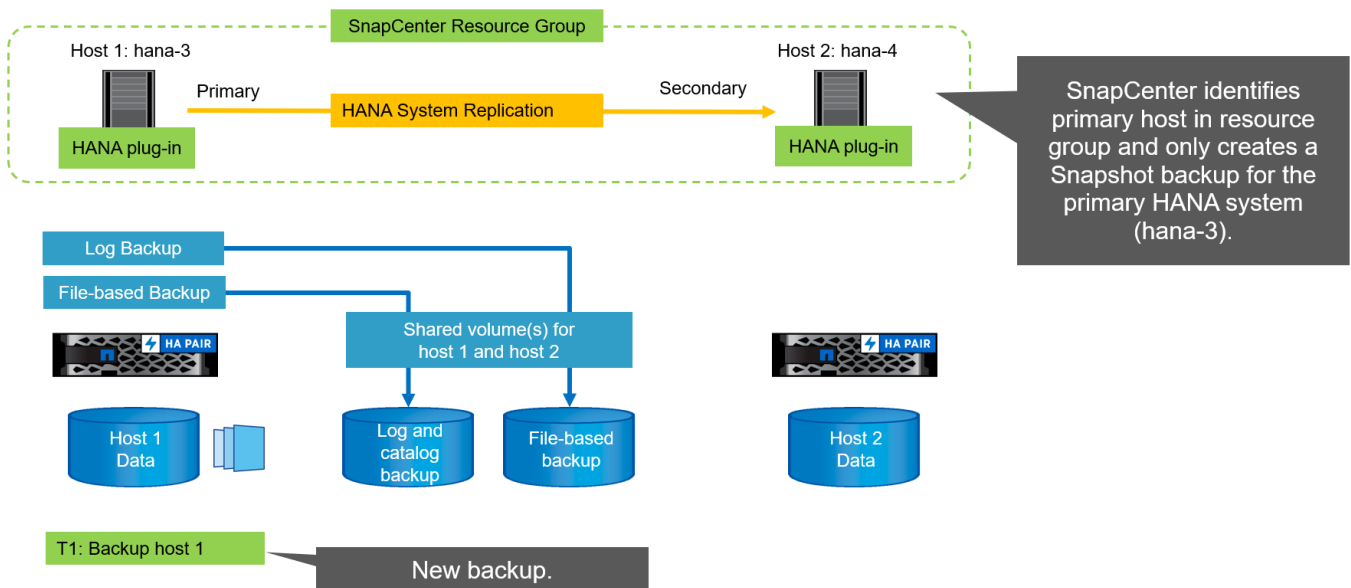 SnapCenter Resource Group
Host 1: hana-3
Host 2: hana-4
Primary
HANA System Replication
Secondary
HANA plug-in
HANA plug-in
SnapCenter identifies
primary host in resource
group and only creates a
Snapshot backup for the
primary HANA system
(hana-3).
Log Backup
File-based Backup
Shared volume(s) for
host 1 and host 2
HA PAIR
HA PAIR
Host 1
Data
Log and
catalog
backup
File-based
backup
Host 2
Data
T1: Backup host 1
New backup.